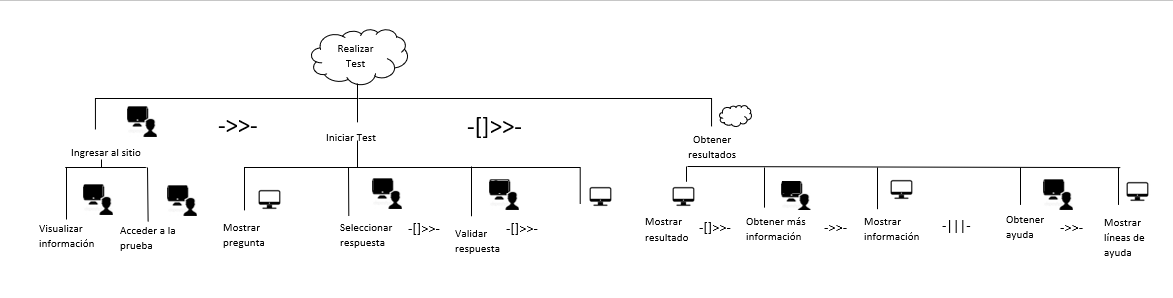 Realizar
Test
->>-
-[]>>-
Ingresar al sitio
Iniciar Test
Obtener
resultados
Visualizar
información
Acceder a la
prueba
Mostrar
pregunta
Seleccionar
respuesta
-[]>>-
Validar
respuesta
-[]>>-
Mostrar
resultado
-[]>>-
Obtener más
información
->>-
Mostrar
información
-|||-
Obtener
ayuda
->>-
Mostrar
líneas de
ayuda